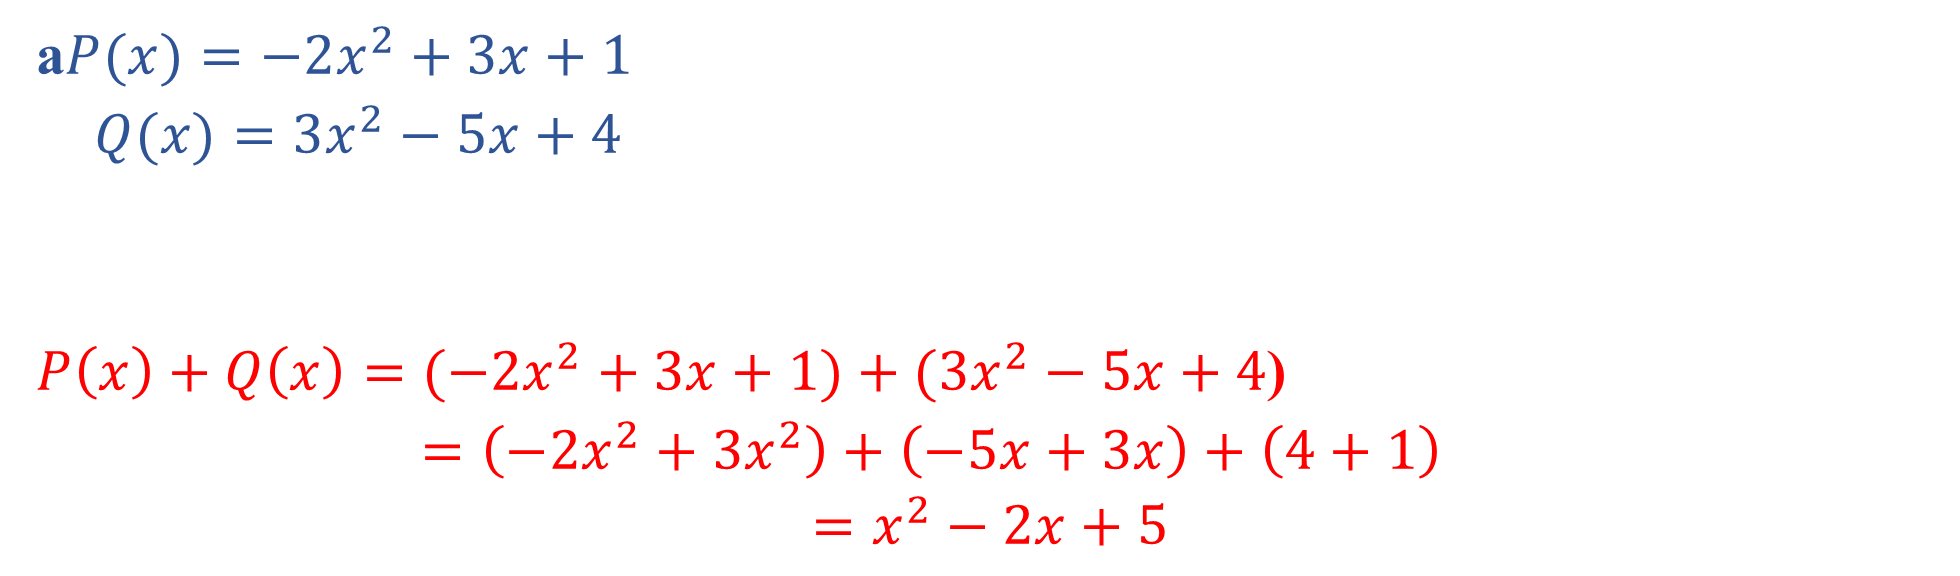 aP(x) = −2x² + 3x + 1
Q(x) = 3x² − 5x + 4
P(x) + Q(x) = (−2x² + 3x + 1) + (3x² − 5x + 4)
= (−2x² + 3x²) + (−5x + 3x) + (4 + 1)
= x² − 2x + 5